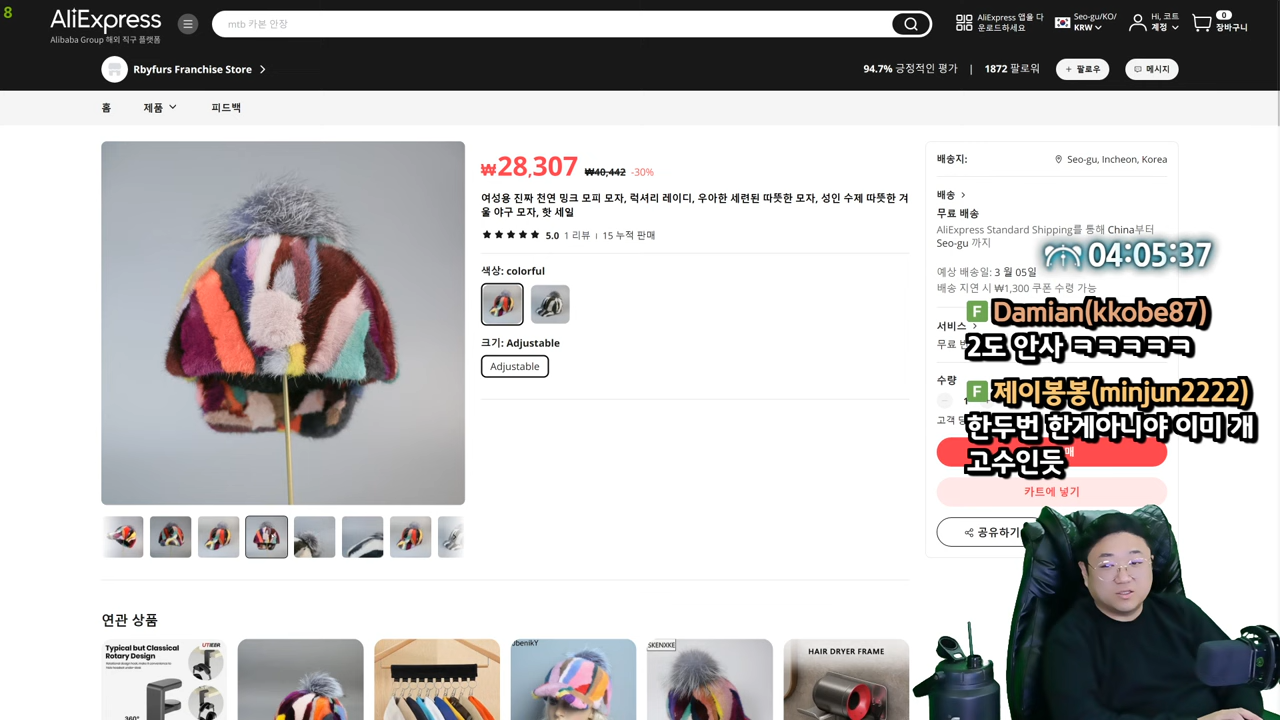 8
AliExpress
Alibaba Group 해외 직구 플랫폼
mtb 카본 안장
AliExpress 앱을 다
운로드하세요
Seo-gu/KO/
KRW
Hi, 코트
계정
0
장바구니
Rbyfurs Franchise Store
94.7% 긍정적인 평가 | 1872 팔로워
+ 팔로우
메시지
홈
제품
피드백
₩28,307 ₩40,442 -30%
여성용 진짜 천연 밍크 모피 모자, 럭셔리 레이디, 우아한 세련된 따뜻한 모자, 성인 수제 따뜻한 겨
울 야구 모자, 핫 세일
5.0 1 리뷰 15 누적 판매
색상: colorful
크기: Adjustable
Adjustable
배송지:
Seo-gu, Incheon, Korea
배송
무료 배송
AliExpress Standard Shipping를 통해 China부터
Seo-gu 까지
04:05:37
예상 배송일: 3 월 05일
배송 지연 시 ₩1,300 쿠폰 수령 가능
서비스
F Damian(kkobe87)
무료
2도 안사 ㅋㅋㅋㅋㅋ
수량
F 제이봉봉(minjun2222)
1
고객
한두번 한게아니야 이미 개
고수인듯
매
카트에 넣기
공유하기
연관 상품
Typical but Classical
Rotary Design
360°
SKENXKE
HAIR DRYER FRAME